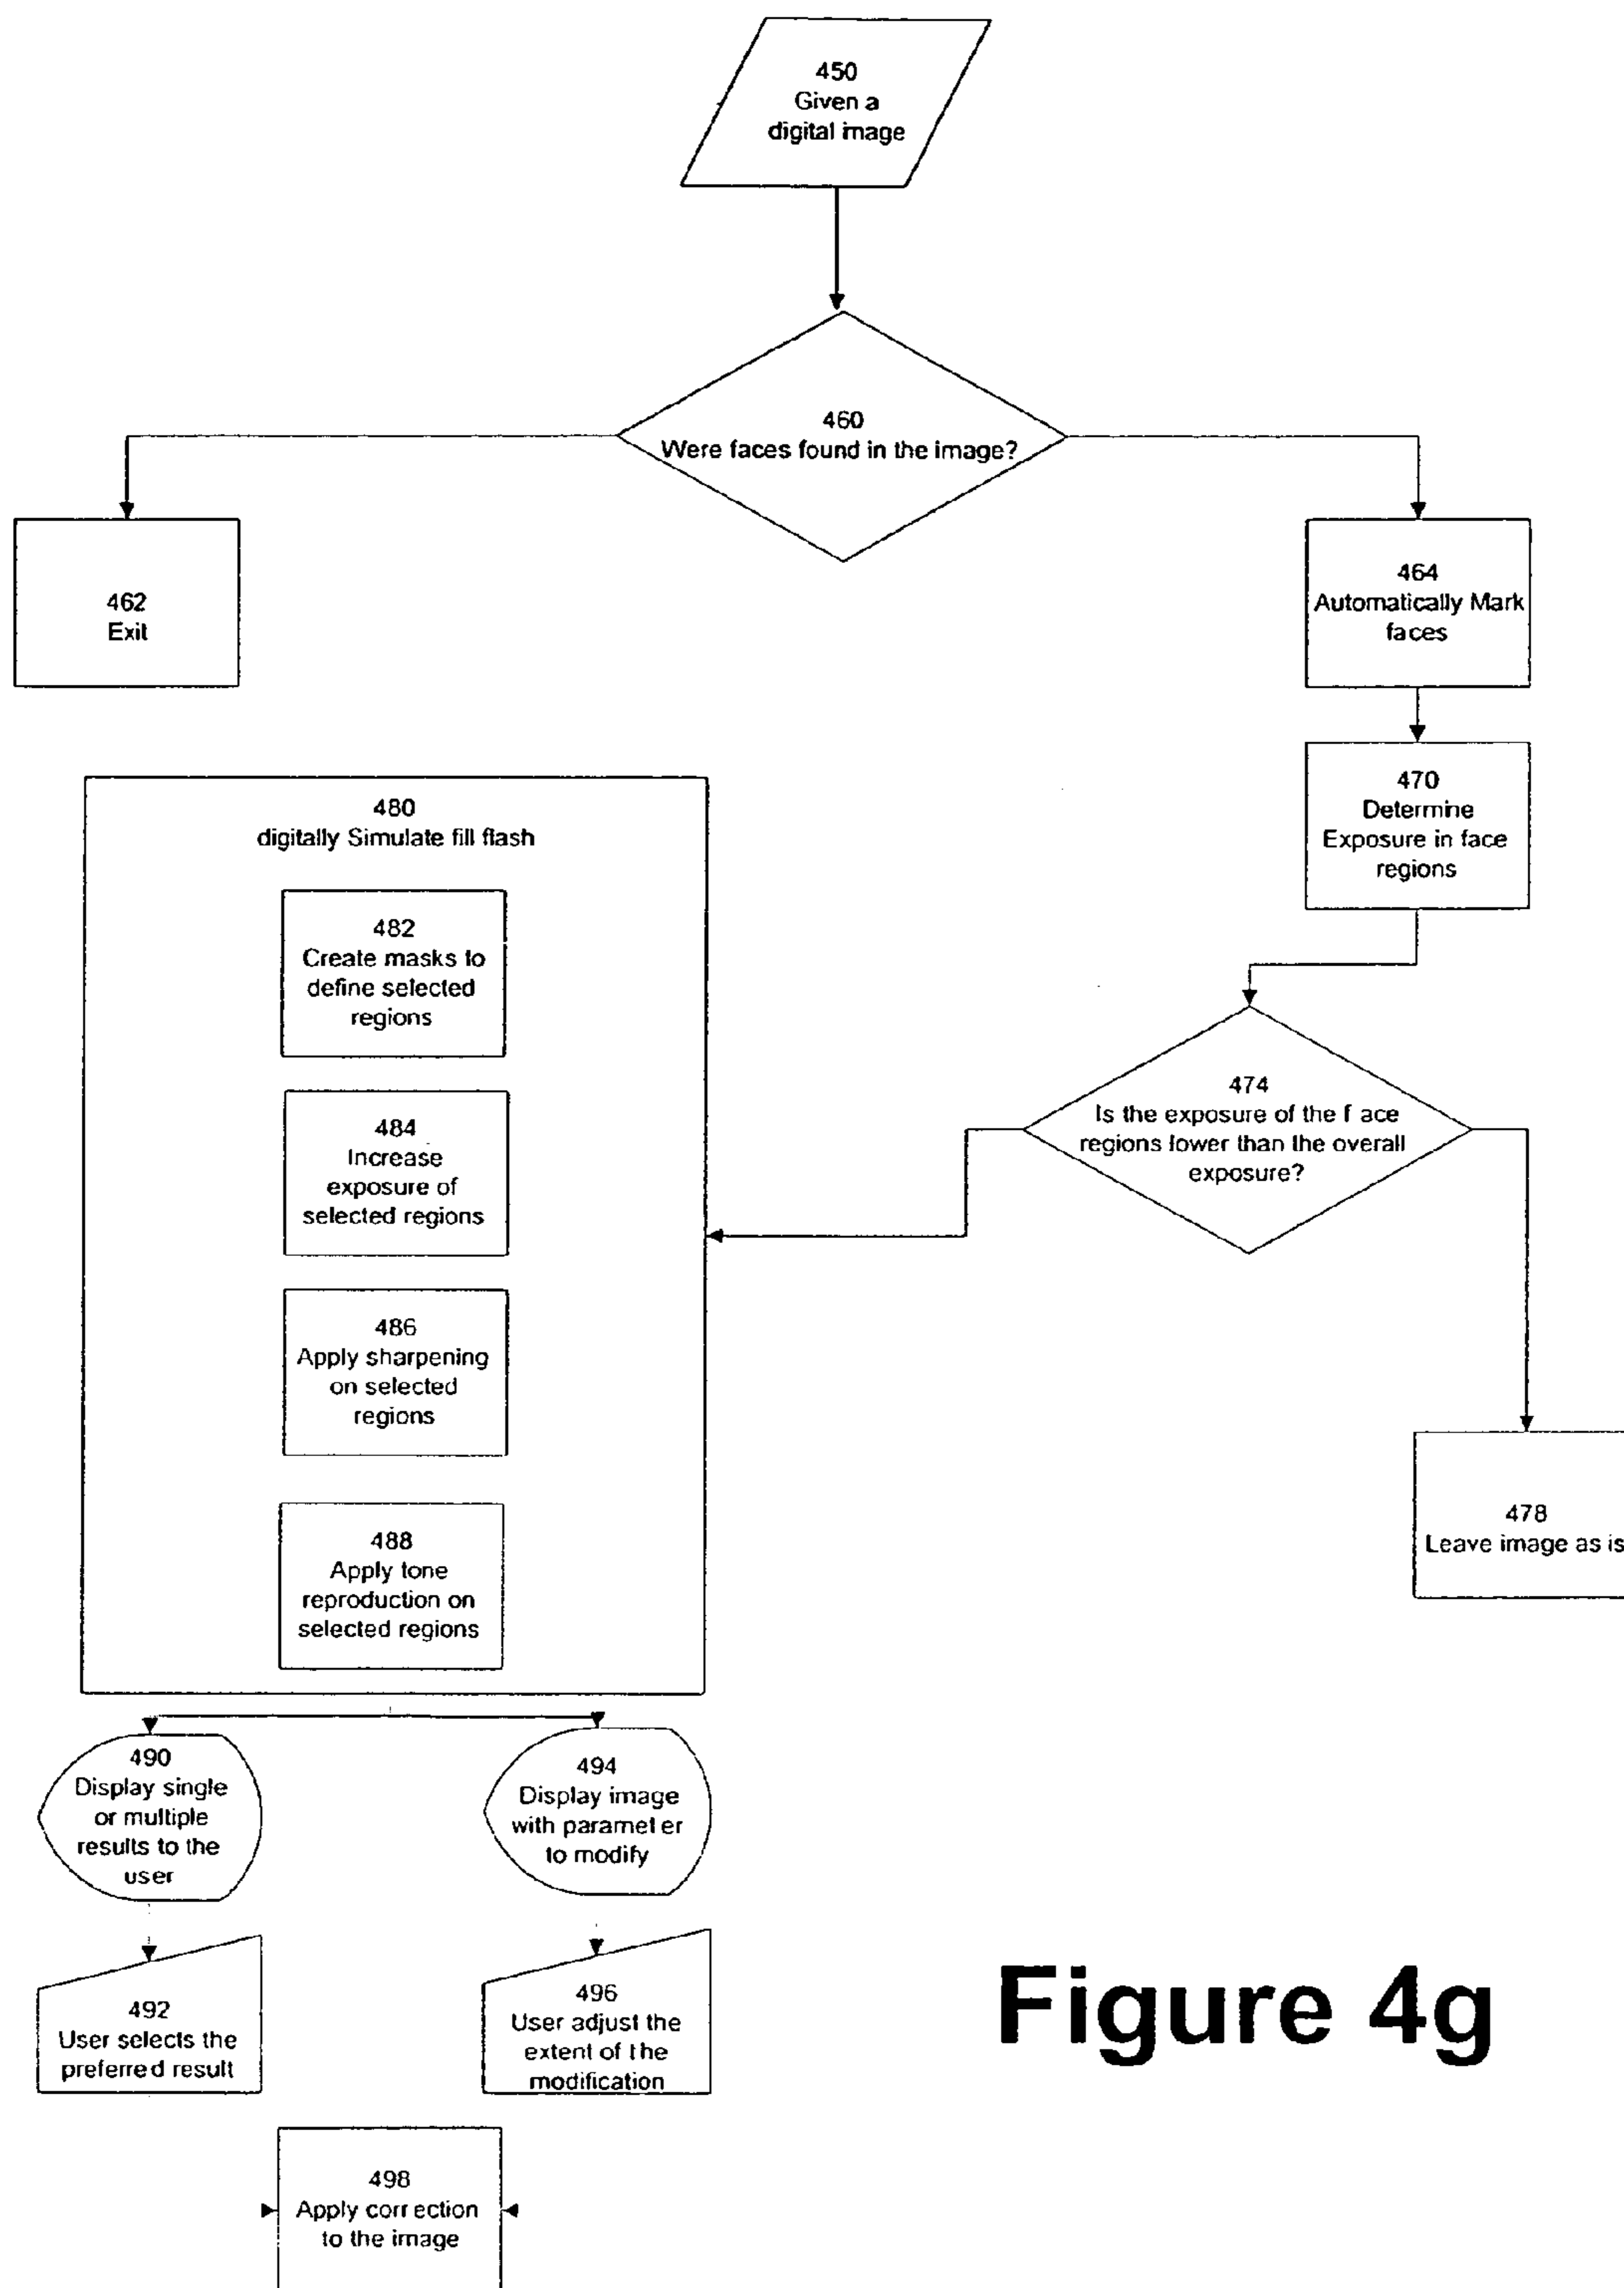 450
Given a
digital image
460
Were faces found in the image?
462
Exit
464
Automatically Mark
faces
470
Determine
Exposure in face
regions
474
Is the exposure of the f ace
regions lower than the overall
exposure?
478
Leave image as is
480
digitally Simulate fill flash
482
Create masks to
define selected
regions
484
Increase
exposure of
selected regions
486
Apply sharpening
on selected
regions
488
Apply tone
reproduction on
selected regions
490
Display single
or multiple
results to the
user
494
Display image
with paramet er
to modify
492
User selects the
preferred result
496
User adjust the
extent of the
modification
498
Apply correction
to the image
Figure 4g